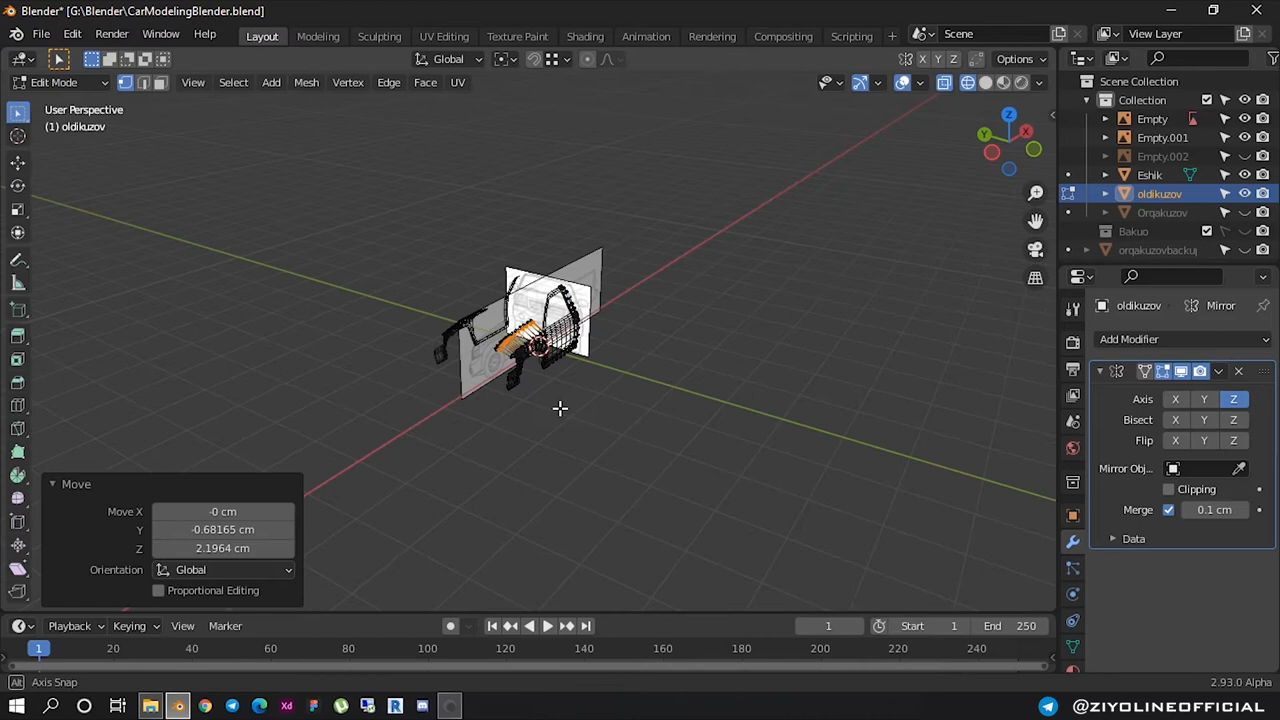 Blender* [G:\Blender\CarModelingBlender.blend]
File Edit Render Window Help Layout Modeling Sculpting UV Editing Texture Paint Shading Animation Rendering Compositing Scripting + Scene View Layer
Global X Y Z Options
Edit Mode View Select Add Mesh Vertex Edge Face UV
User Perspective
(1) oldikuzov
Z
Y X
Scene Collection
Collection
Empty
Empty.001
Empty.002
Eshik
oldikuzov
Orqakuzov
Bakuo
orqakuzovbackuj
oldikuzov Mirror
Add Modifier
Axis X Y Z
Bisect X Y Z
Flip X Y Z
Mirror Obj...
Clipping
Merge 0.1 cm
Data
Move
Move X -0 cm
Y -0.68165 cm
Z 2.1964 cm
Orientation Global
Proportional Editing
Playback Keying View Marker 1 Start 1 End 250
1 20 40 60 80 100 120 140 160 180 200 220 240
Alt Axis Snap 2.93.0 Alpha
Xd R @ZIYOLINEOFFICIAL